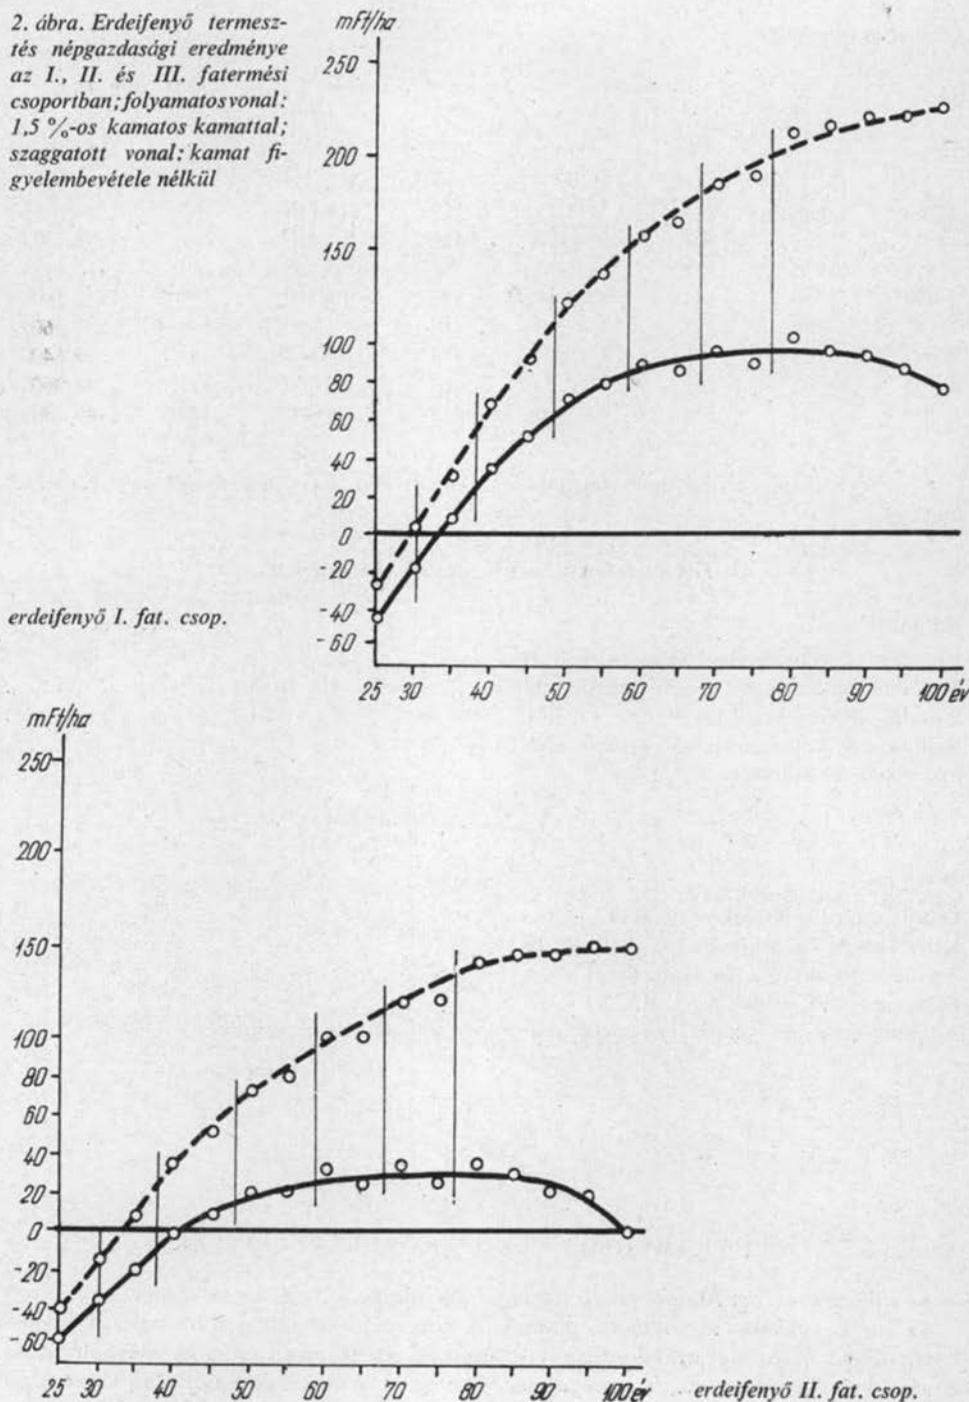 2. ábra. Erdeifenyő termesz-
tés népgazdasági eredménye
az I., II. és III. fatermési
csoportban; folyamatos vonal:
1,5 %-os kamatos kamattal;
szaggatott vonal: kamat fi-
gyelembevétele nélkül
mFt/ha
250
200
150
100
80
60
40
20
0
-20
-40
-60
25 30 40 50 60 70 80 90 100 év
erdeifenyő I. fat. csop.
mFt/ha
250
200
150
100
80
60
40
20
0
-20
-40
-60
25 30 40 50 60 70 80 90 100 év
erdeifenyő II. fat. csop.